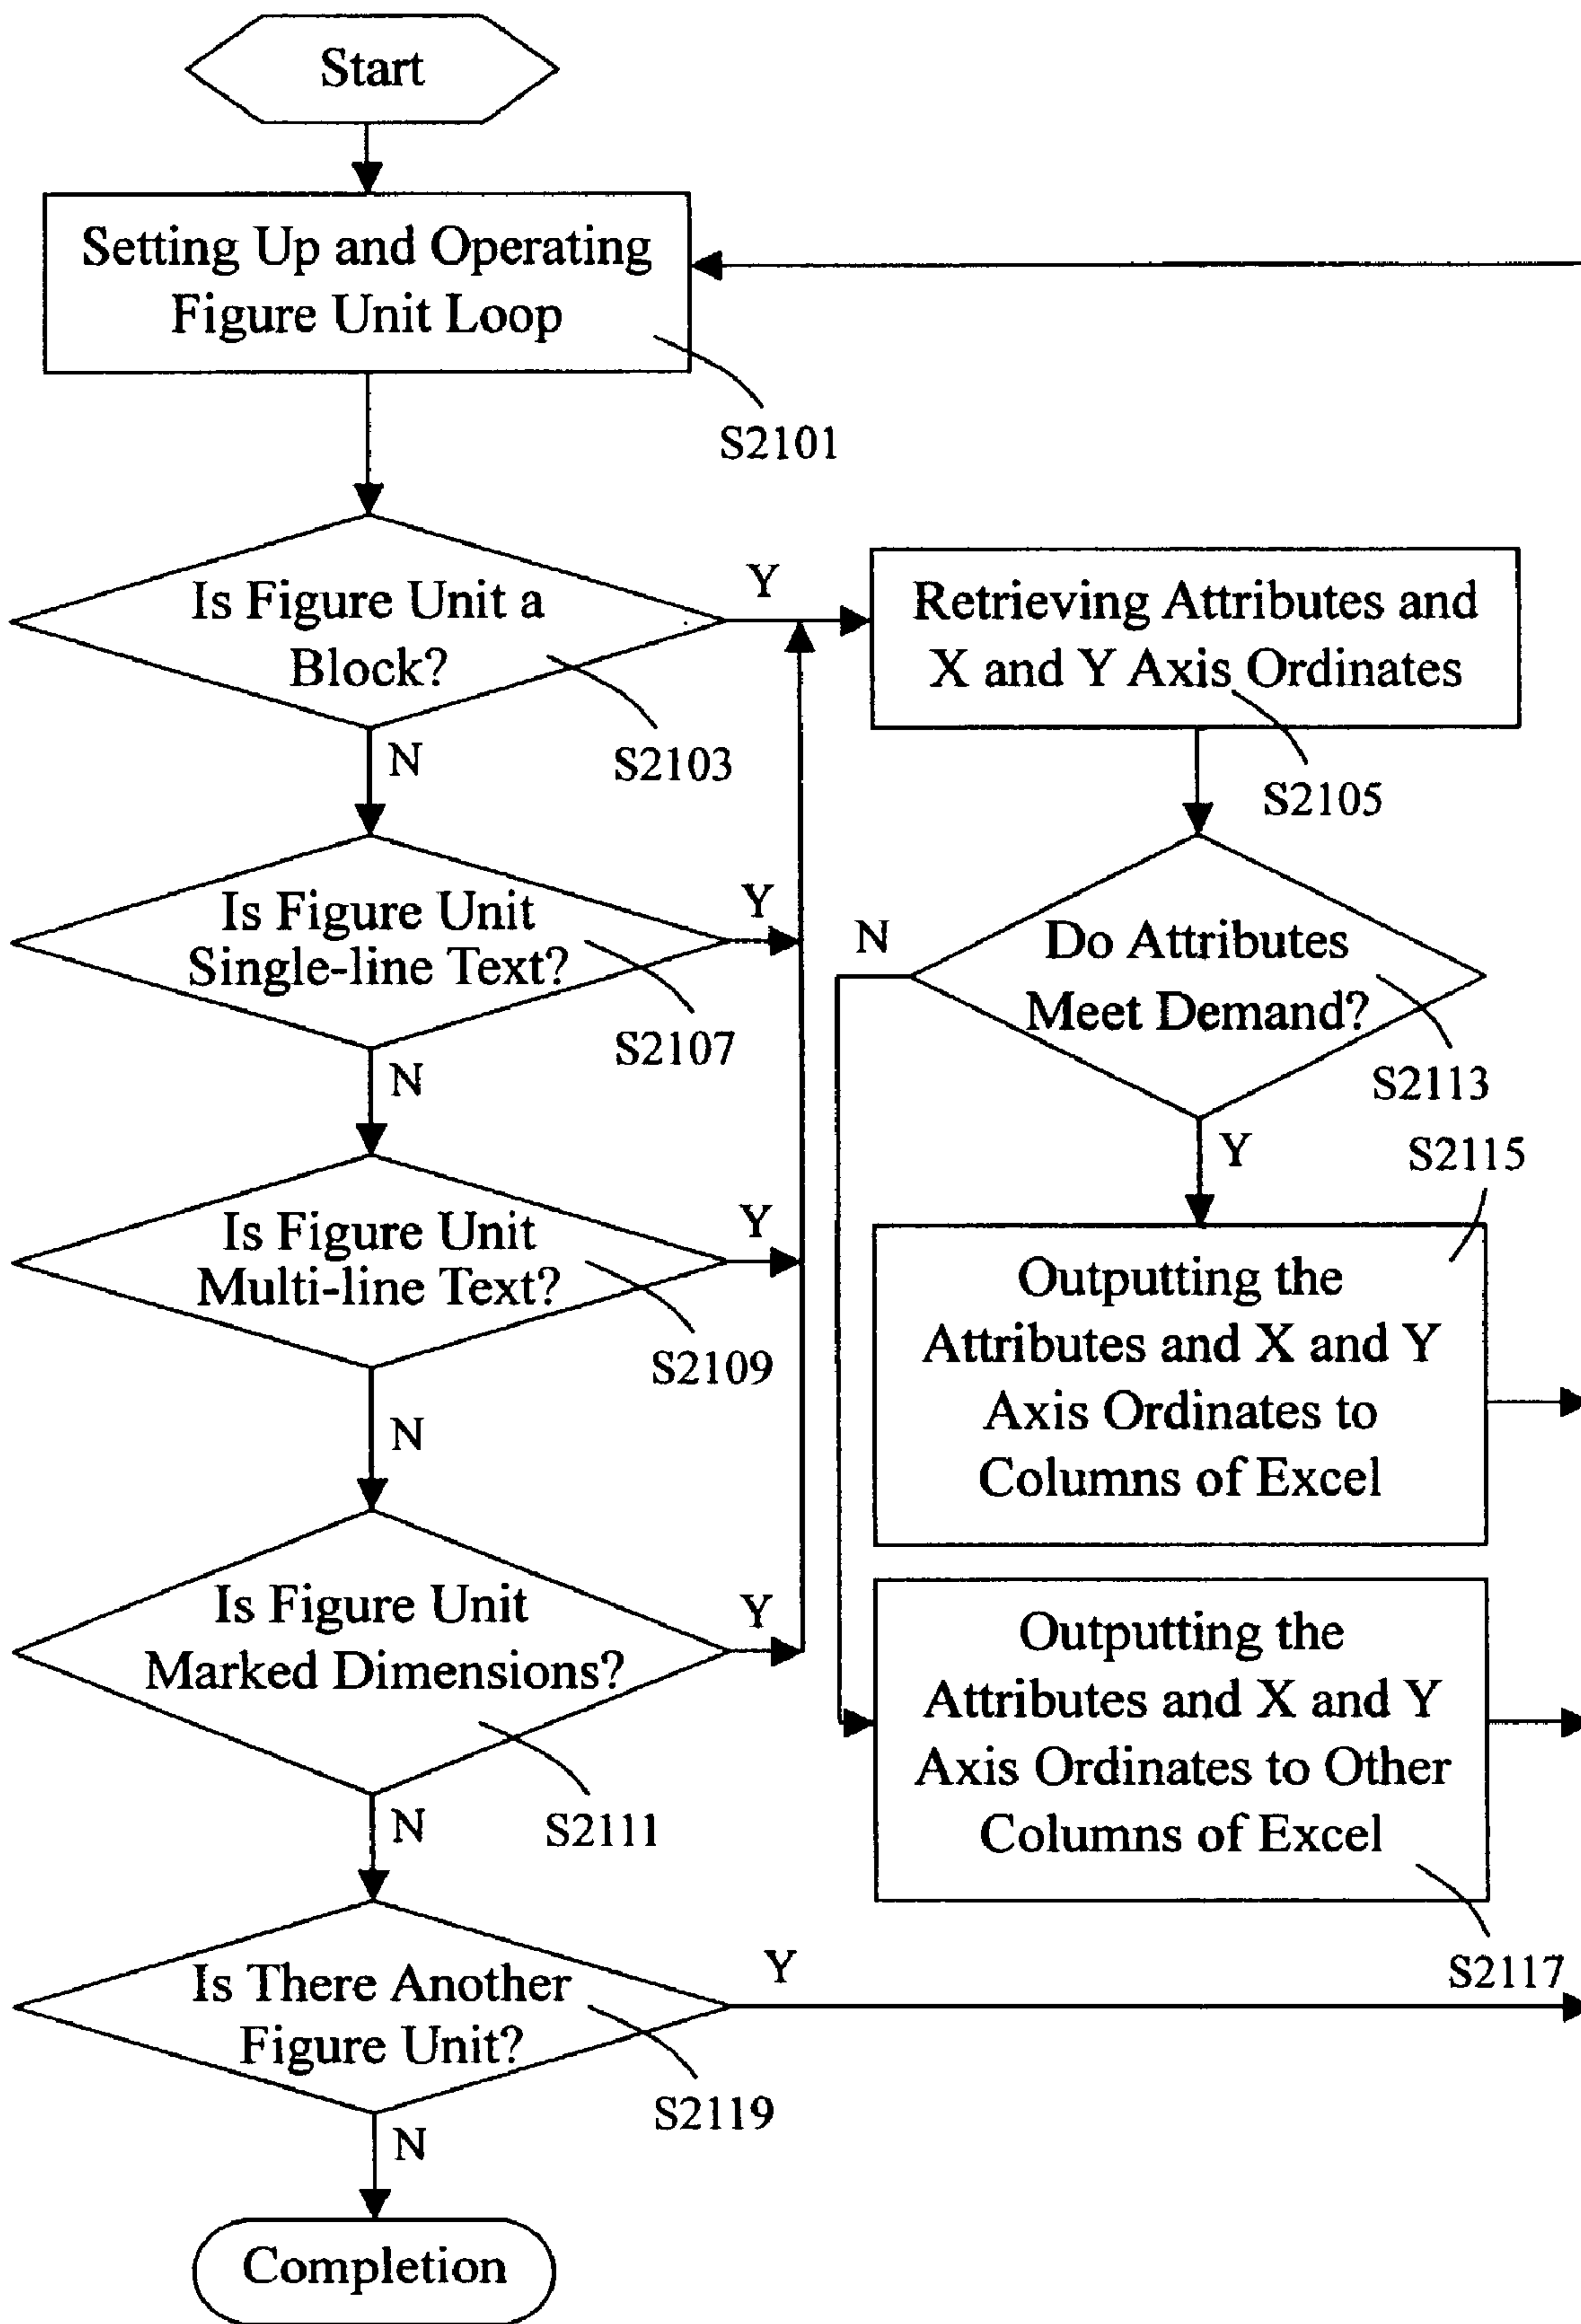 Start
Setting Up and Operating
Figure Unit Loop
S2101
Is Figure Unit a
Block?
Y
N
S2103
Retrieving Attributes and
X and Y Axis Ordinates
S2105
Is Figure Unit
Single-line Text?
Y
N
S2107
Do Attributes
Meet Demand?
N
Y
S2113
S2115
Is Figure Unit
Multi-line Text?
Y
N
S2109
Outputting the
Attributes and X and Y
Axis Ordinates to
Columns of Excel
Is Figure Unit
Marked Dimensions?
Y
N
S2111
Outputting the
Attributes and X and Y
Axis Ordinates to Other
Columns of Excel
S2117
Is There Another
Figure Unit?
Y
N
S2119
Completion